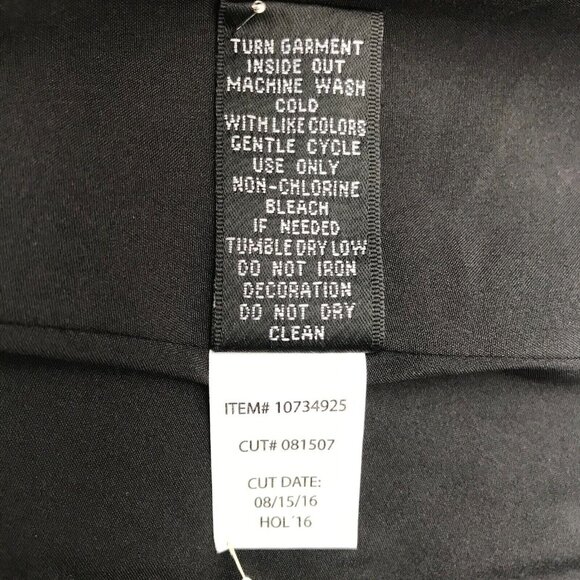 TURN GARMENT
INSIDE OUT
MACHINE WASH
COLD
WITH LIKE COLORS
GENTLE CYCLE
USE ONLY
NON-CHLORINE
BLEACH
IF NEEDED
TUMBLE DRY LOW
DO NOT IRON
DECORATION
DO NOT DRY
CLEAN
ITEM# 10734925
CUT# 081507
CUT DATE:
08/15/16
HOL'16